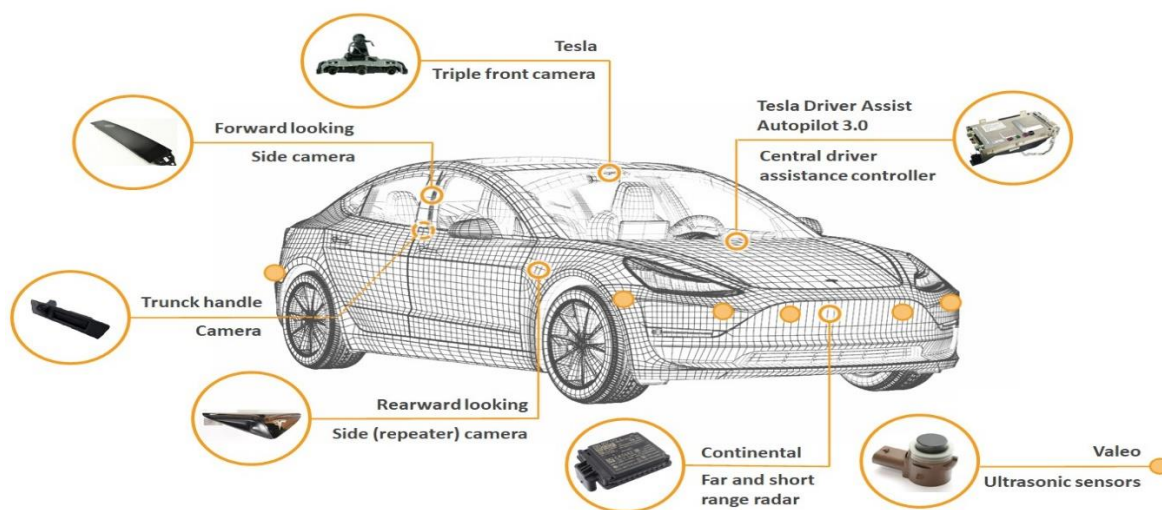 Tesla
Triple front camera
Forward looking
Side camera
Tesla Driver Assist
Autopilot 3.0
Central driver
assistance controller
Trunck handle
Camera
Rearward looking
Side (repeater) camera
Continental
Far and short
range radar
Valeo
Ultrasonic sensors